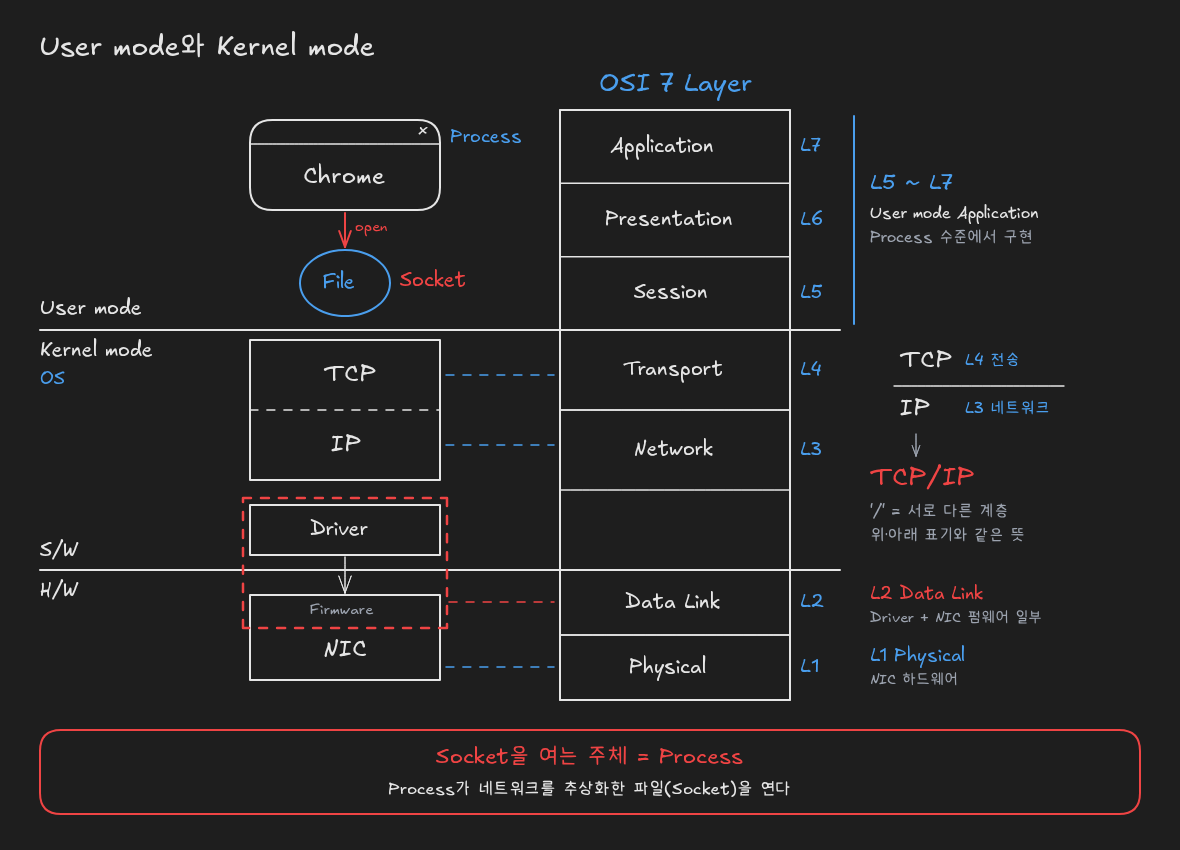 User mode와 Kernel mode
OSI 7 Layer
×
Process
Chrome
open
File
Socket
User mode
Kernel mode
OS
TCP
IP
Driver
S/W
H/W
Firmware
NIC
Application
L7
Presentation
L6
Session
L5
Transport
L4
Network
L3
Data Link
L2
Physical
L1
L5 ~ L7
User mode Application
Process 수준에서 구현
TCP L4 전송
IP L3 네트워크
TCP/IP
'/' = 서로 다른 계층
위·아래 표기와 같은 뜻
L2 Data Link
Driver + NIC 펌웨어 일부
L1 Physical
NIC 하드웨어
Socket을 여는 주체 = Process
Process가 네트워크를 추상화한 파일(Socket)을 연다